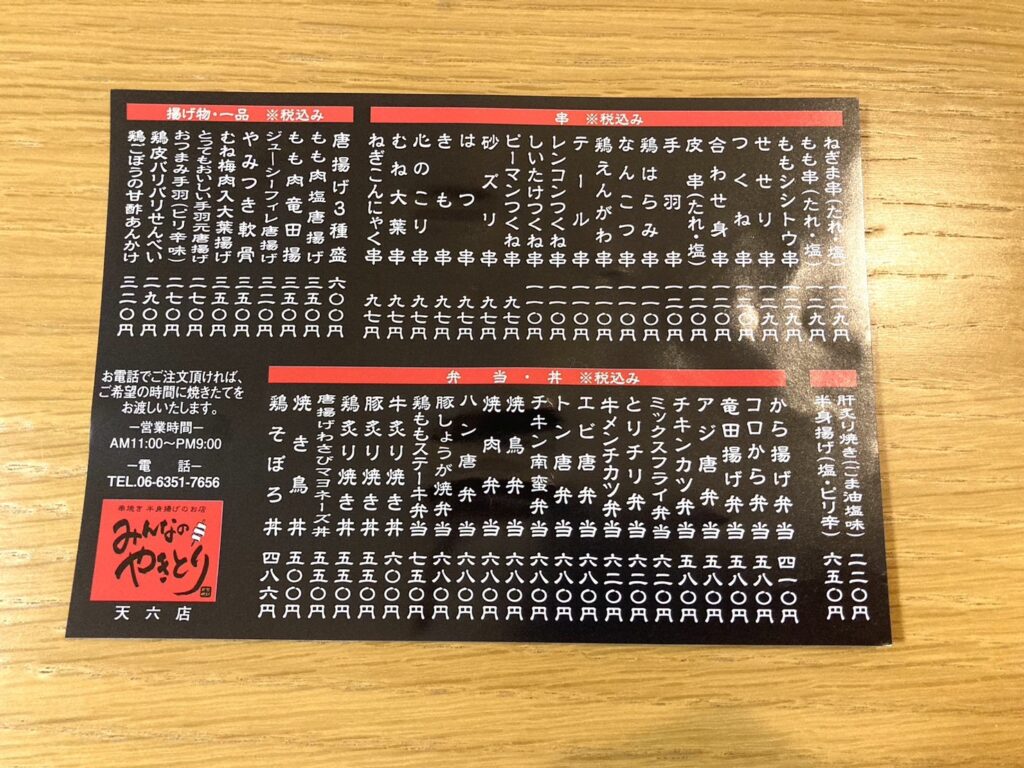 串 ※税込み
ねぎま串(たれ・塩) 一二九円
もも串(たれ・塩) 一二九円
ももシシトウ串 一二九円
せせり串 一二九円
つくね串 一二〇円
合わせ身串 一二〇円
皮串(たれ・塩) 一二〇円
手羽串 一二〇円
鶏はらみ串 一一〇円
なんこつ串 一一〇円
鶏えんがわ串 一一〇円
テール串 一一〇円
レンコンつくね串 一一〇円
しいたけつくね串 一一〇円
ピーマンつくね串 九七円
砂ズリ串 九七円
はつ串 九七円
きも串 九七円
心のこり串 九七円
むね大葉串 九七円
ねぎこんにゃく串 九七円
揚げ物・一品 ※税込み
唐揚げ3種盛 六〇〇円
もも肉塩唐揚げ 三五〇円
もも肉竜田揚 三五〇円
ジューシーフィレ唐揚げ 三二〇円
やみつき軟骨 三五〇円
むね梅肉入大葉揚げ 三五〇円
とってもおいしい手羽元唐揚げ 二七〇円
おつまみ手羽(ピリ辛味) 二七〇円
鶏皮パリパリせんべい 一九〇円
鶏ごぼうの甘酢あんかけ 三二〇円
肝炙り焼き(ごま油塩味) 二二〇円
半身揚げ(塩・ピリ辛) 六五〇円
弁当・丼 ※税込み
から揚げ弁当 四一〇円
コロから弁当 五八〇円
竜田揚げ弁当 五八〇円
アジ唐弁当 五八〇円
チキンカツ弁当 五八〇円
ミックスフライ弁当 六二〇円
とりチリ弁当 六二〇円
牛メンチカツ弁当 六二〇円
トン唐弁当 六八〇円
エビ唐弁当 六八〇円
チキン南蛮弁当 六八〇円
焼鳥弁当 六八〇円
焼肉弁当 六八〇円
ハン唐弁当 六八〇円
豚しょうが焼弁当 六八〇円
鶏ももステーキ弁当 七五〇円
牛炙り焼き丼 六〇〇円
豚炙り焼き丼 五五〇円
鶏炙り焼き丼 五五〇円
唐揚げわさびマヨネーズ丼 五五〇円
焼き鳥丼 五〇〇円
鶏そぼろ丼 四八六円
お電話でご注文頂ければ、
ご希望の時間に焼きたてを
お渡しいたします。
―営業時間―
AM11:00～PM9:00
―電 話―
TEL.06-6351-7656
串焼き 半身揚げのお店
みんなの
やきとり
天六店